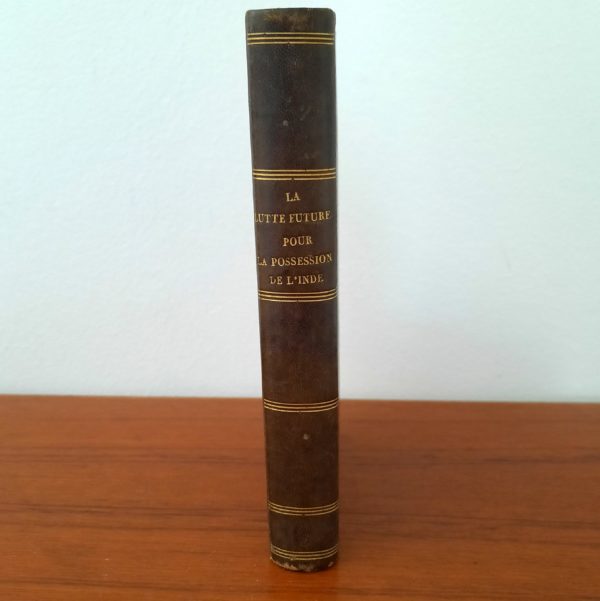 LA
LUTTE FUTURE
POUR
LA POSSESSION
DE L'INDE